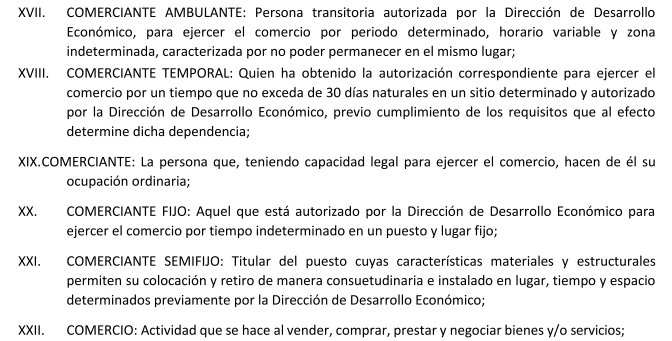 XVII. COMERCIANTE AMBULANTE: Persona transitoria autorizada por la Dirección de Desarrollo
Económico, para ejercer el comercio por periodo determinado, horario variable y zona
indeterminada, caracterizada por no poder permanecer en el mismo lugar;
XVIII. COMERCIANTE TEMPORAL: Quien ha obtenido la autorización correspondiente para ejercer el
comercio por un tiempo que no exceda de 30 días naturales en un sitio determinado y autorizado
por la Dirección de Desarrollo Económico, previo cumplimiento de los requisitos que al efecto
determine dicha dependencia;
XIX.COMERCIANTE: La persona que, teniendo capacidad legal para ejercer el comercio, hacen de él su
ocupación ordinaria;
XX. COMERCIANTE FIJO: Aquel que está autorizado por la Dirección de Desarrollo Económico para
ejercer el comercio por tiempo indeterminado en un puesto y lugar fijo;
XXI. COMERCIANTE SEMIFIJO: Titular del puesto cuyas características materiales y estructurales
permiten su colocación y retiro de manera consuetudinaria e instalado en lugar, tiempo y espacio
determinados previamente por la Dirección de Desarrollo Económico;
XXII. COMERCIO: Actividad que se hace al vender, comprar, prestar y negociar bienes y/o servicios;